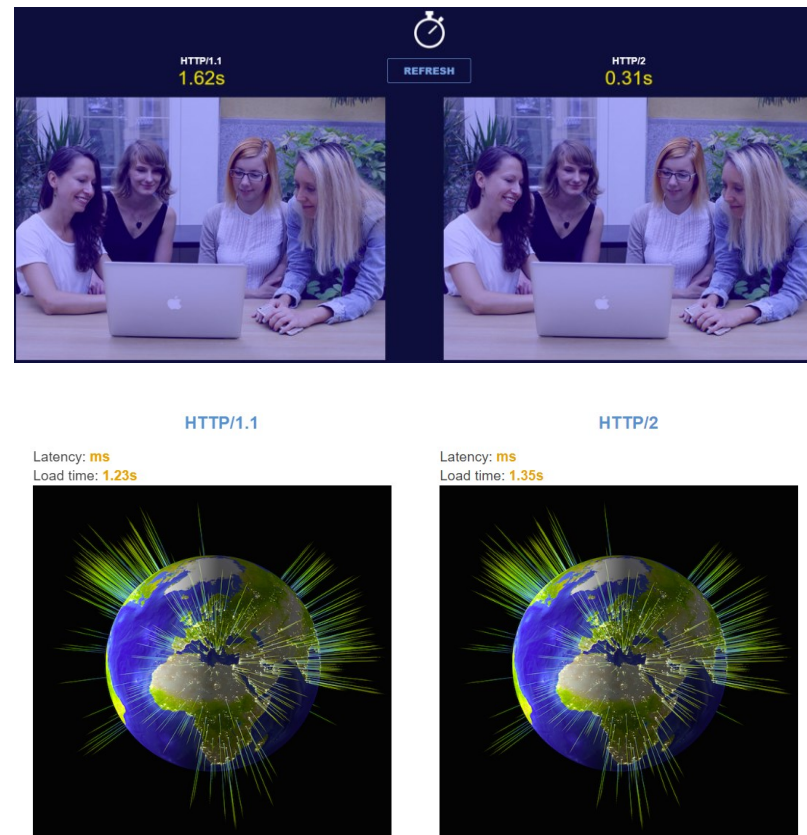 HTTP/1.1
1.62s
REFRESH
HTTP/2
0.31s
HTTP/1.1
Latency: ms
Load time: 1.23s
HTTP/2
Latency: ms
Load time: 1.35s